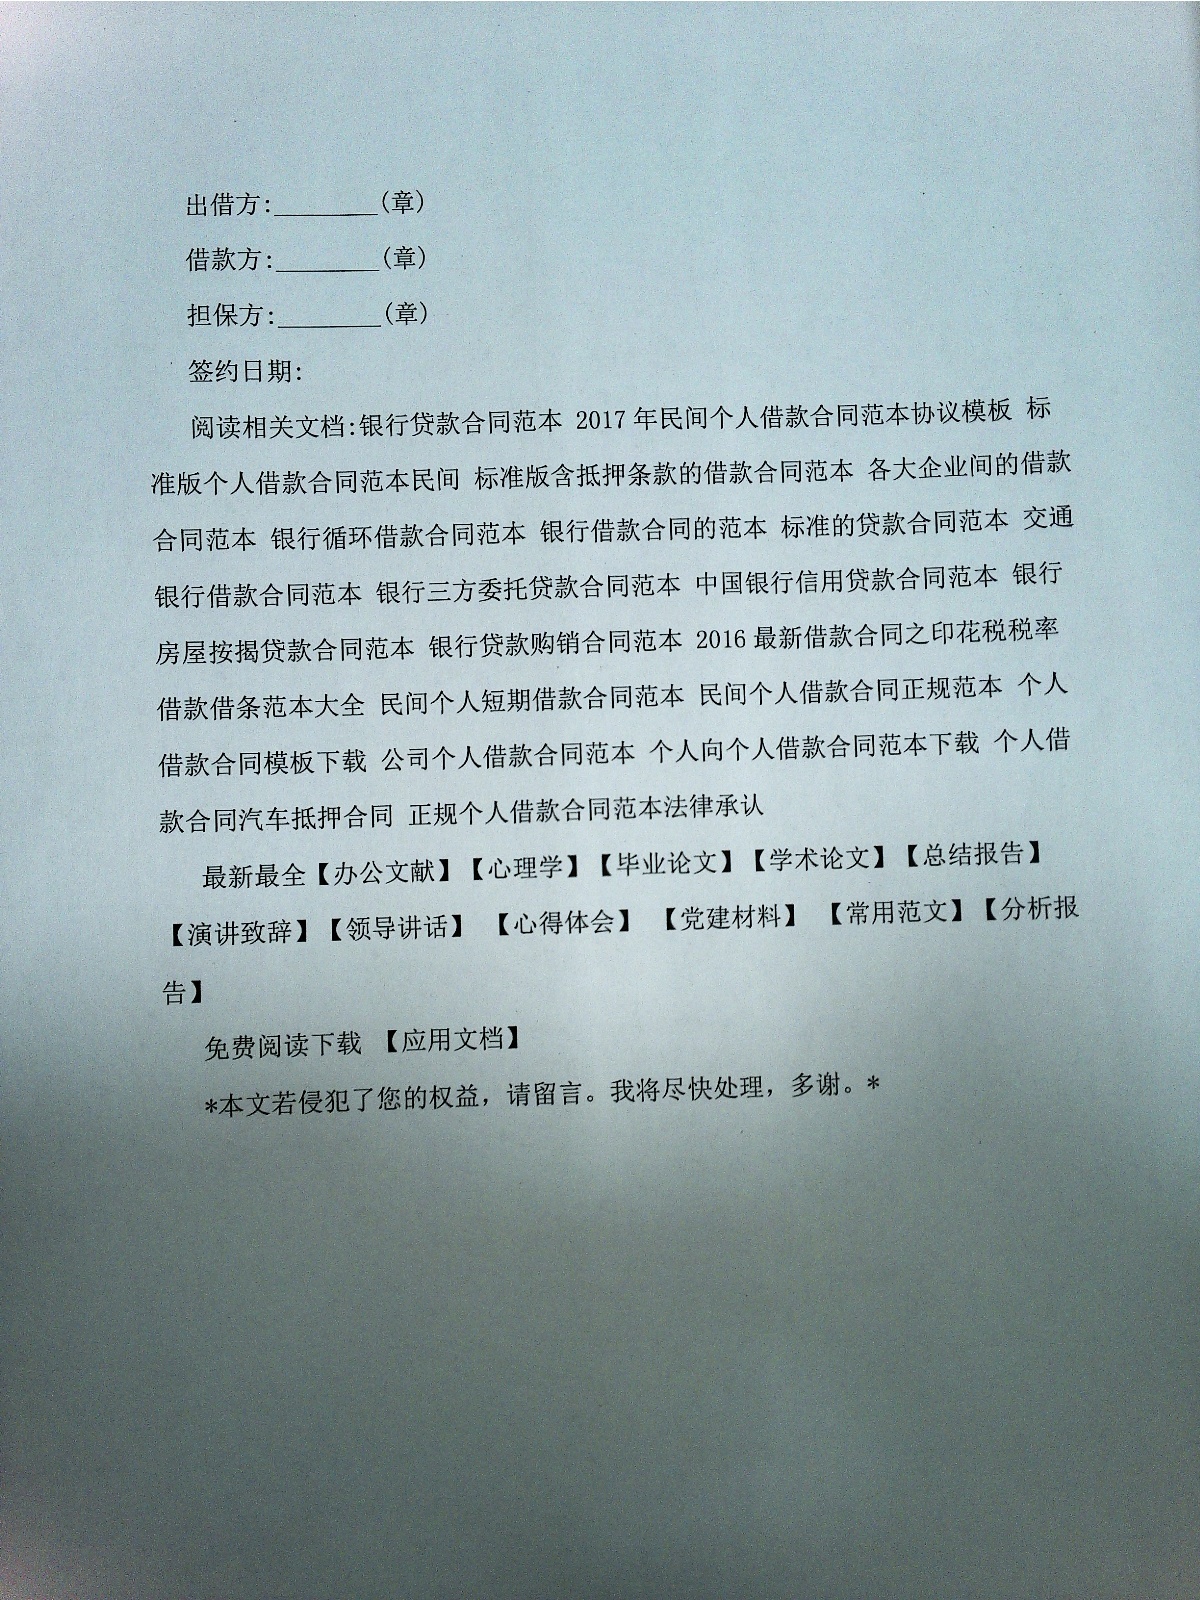 出借方:________(章)
借款方:________(章)
担保方:________(章)
签约日期:
阅读相关文档:银行贷款合同范本 2017年民间个人借款合同范本协议模板 标
准版个人借款合同范本民间 标准版含抵押条款的借款合同范本 各大企业间的借款
合同范本 银行循环借款合同范本 银行借款合同的范本 标准的贷款合同范本 交通
银行借款合同范本 银行三方委托贷款合同范本 中国银行信用贷款合同范本 银行
房屋按揭贷款合同范本 银行贷款购销合同范本 2016最新借款合同之印花税税率
借款借条范本大全 民间个人短期借款合同范本 民间个人借款合同正规范本 个人
借款合同模板下载 公司个人借款合同范本 个人向个人借款合同范本下载 个人借
款合同汽车抵押合同 正规个人借款合同范本法律承认
最新最全【办公文献】【心理学】【毕业论文】【学术论文】【总结报告】
【演讲致辞】【领导讲话】 【心得体会】 【党建材料】 【常用范文】【分析报
告】
免费阅读下载 【应用文档】
*本文若侵犯了您的权益，请留言。我将尽快处理，多谢。*